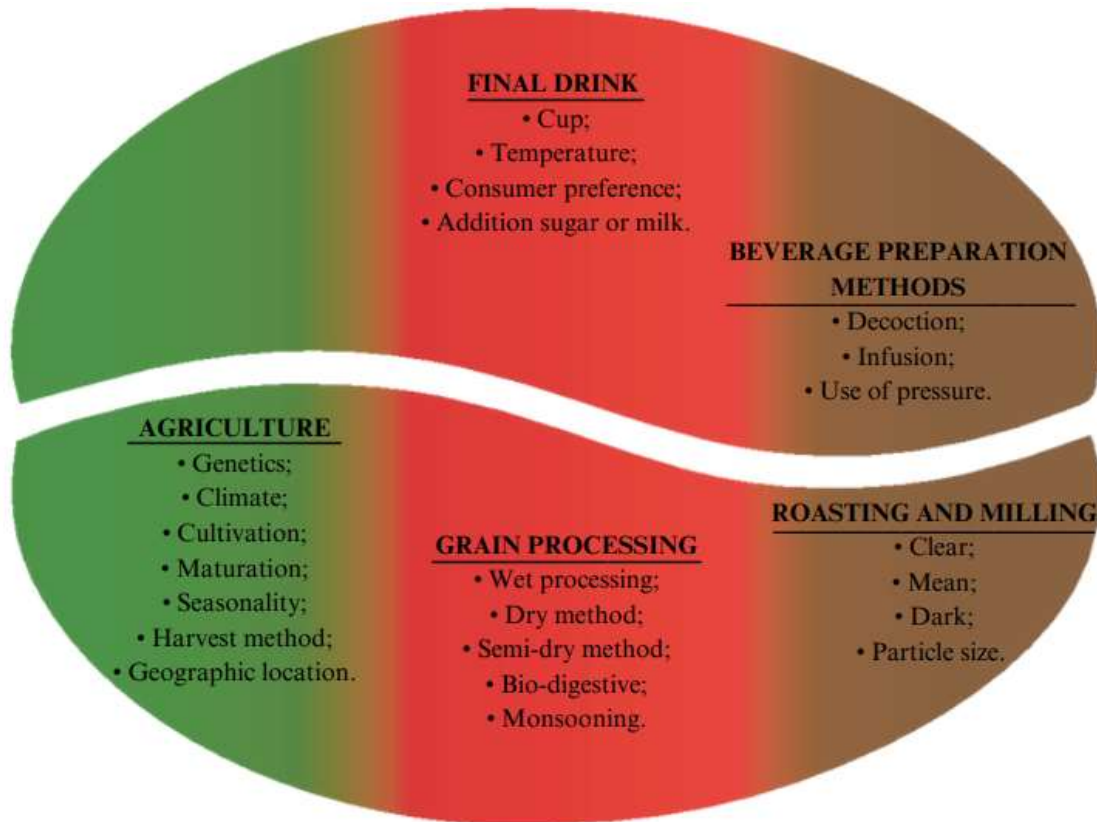 FINAL DRINK
• Cup;
• Temperature;
• Consumer preference;
• Addition sugar or milk.
BEVERAGE PREPARATION
METHODS
• Decoction;
• Infusion;
• Use of pressure.
AGRICULTURE
• Genetics;
• Climate;
• Cultivation;
• Maturation;
• Seasonality;
• Harvest method;
• Geographic location.
GRAIN PROCESSING
• Wet processing;
• Dry method;
• Semi-dry method;
• Bio-digestive;
• Monsooning.
ROASTING AND MILLING
• Clear;
• Mean;
• Dark;
• Particle size.